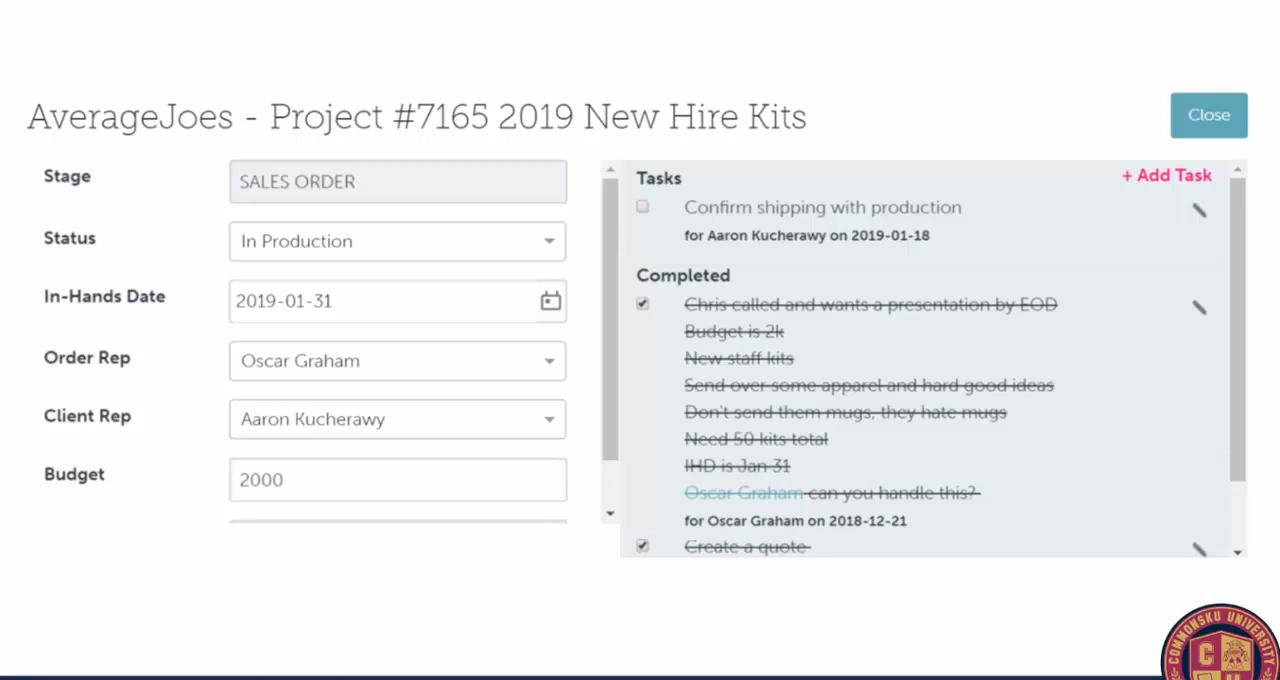 AverageJoes - Project #7165 2019 New Hire Kits
Close
Stage
SALES ORDER
Status
In Production
In-Hands Date
2019-01-31
Order Rep
Oscar Graham
Client Rep
Aaron Kucherawy
Budget
2000
Tasks
+ Add Task
Confirm shipping with production
for Aaron Kucherawy on 2019-01-18
Completed
Chris called and wants a presentation by EOD
Budget is 2k
New staff kits
Send over some apparel and hard good ideas
Don't send them mugs, they hate mugs
Need 50 kits total
IHD is Jan 31
Oscar Graham can you handle this?
for Oscar Graham on 2018-12-21
Create a quote
COMMONSKU UNIVERSITY
C